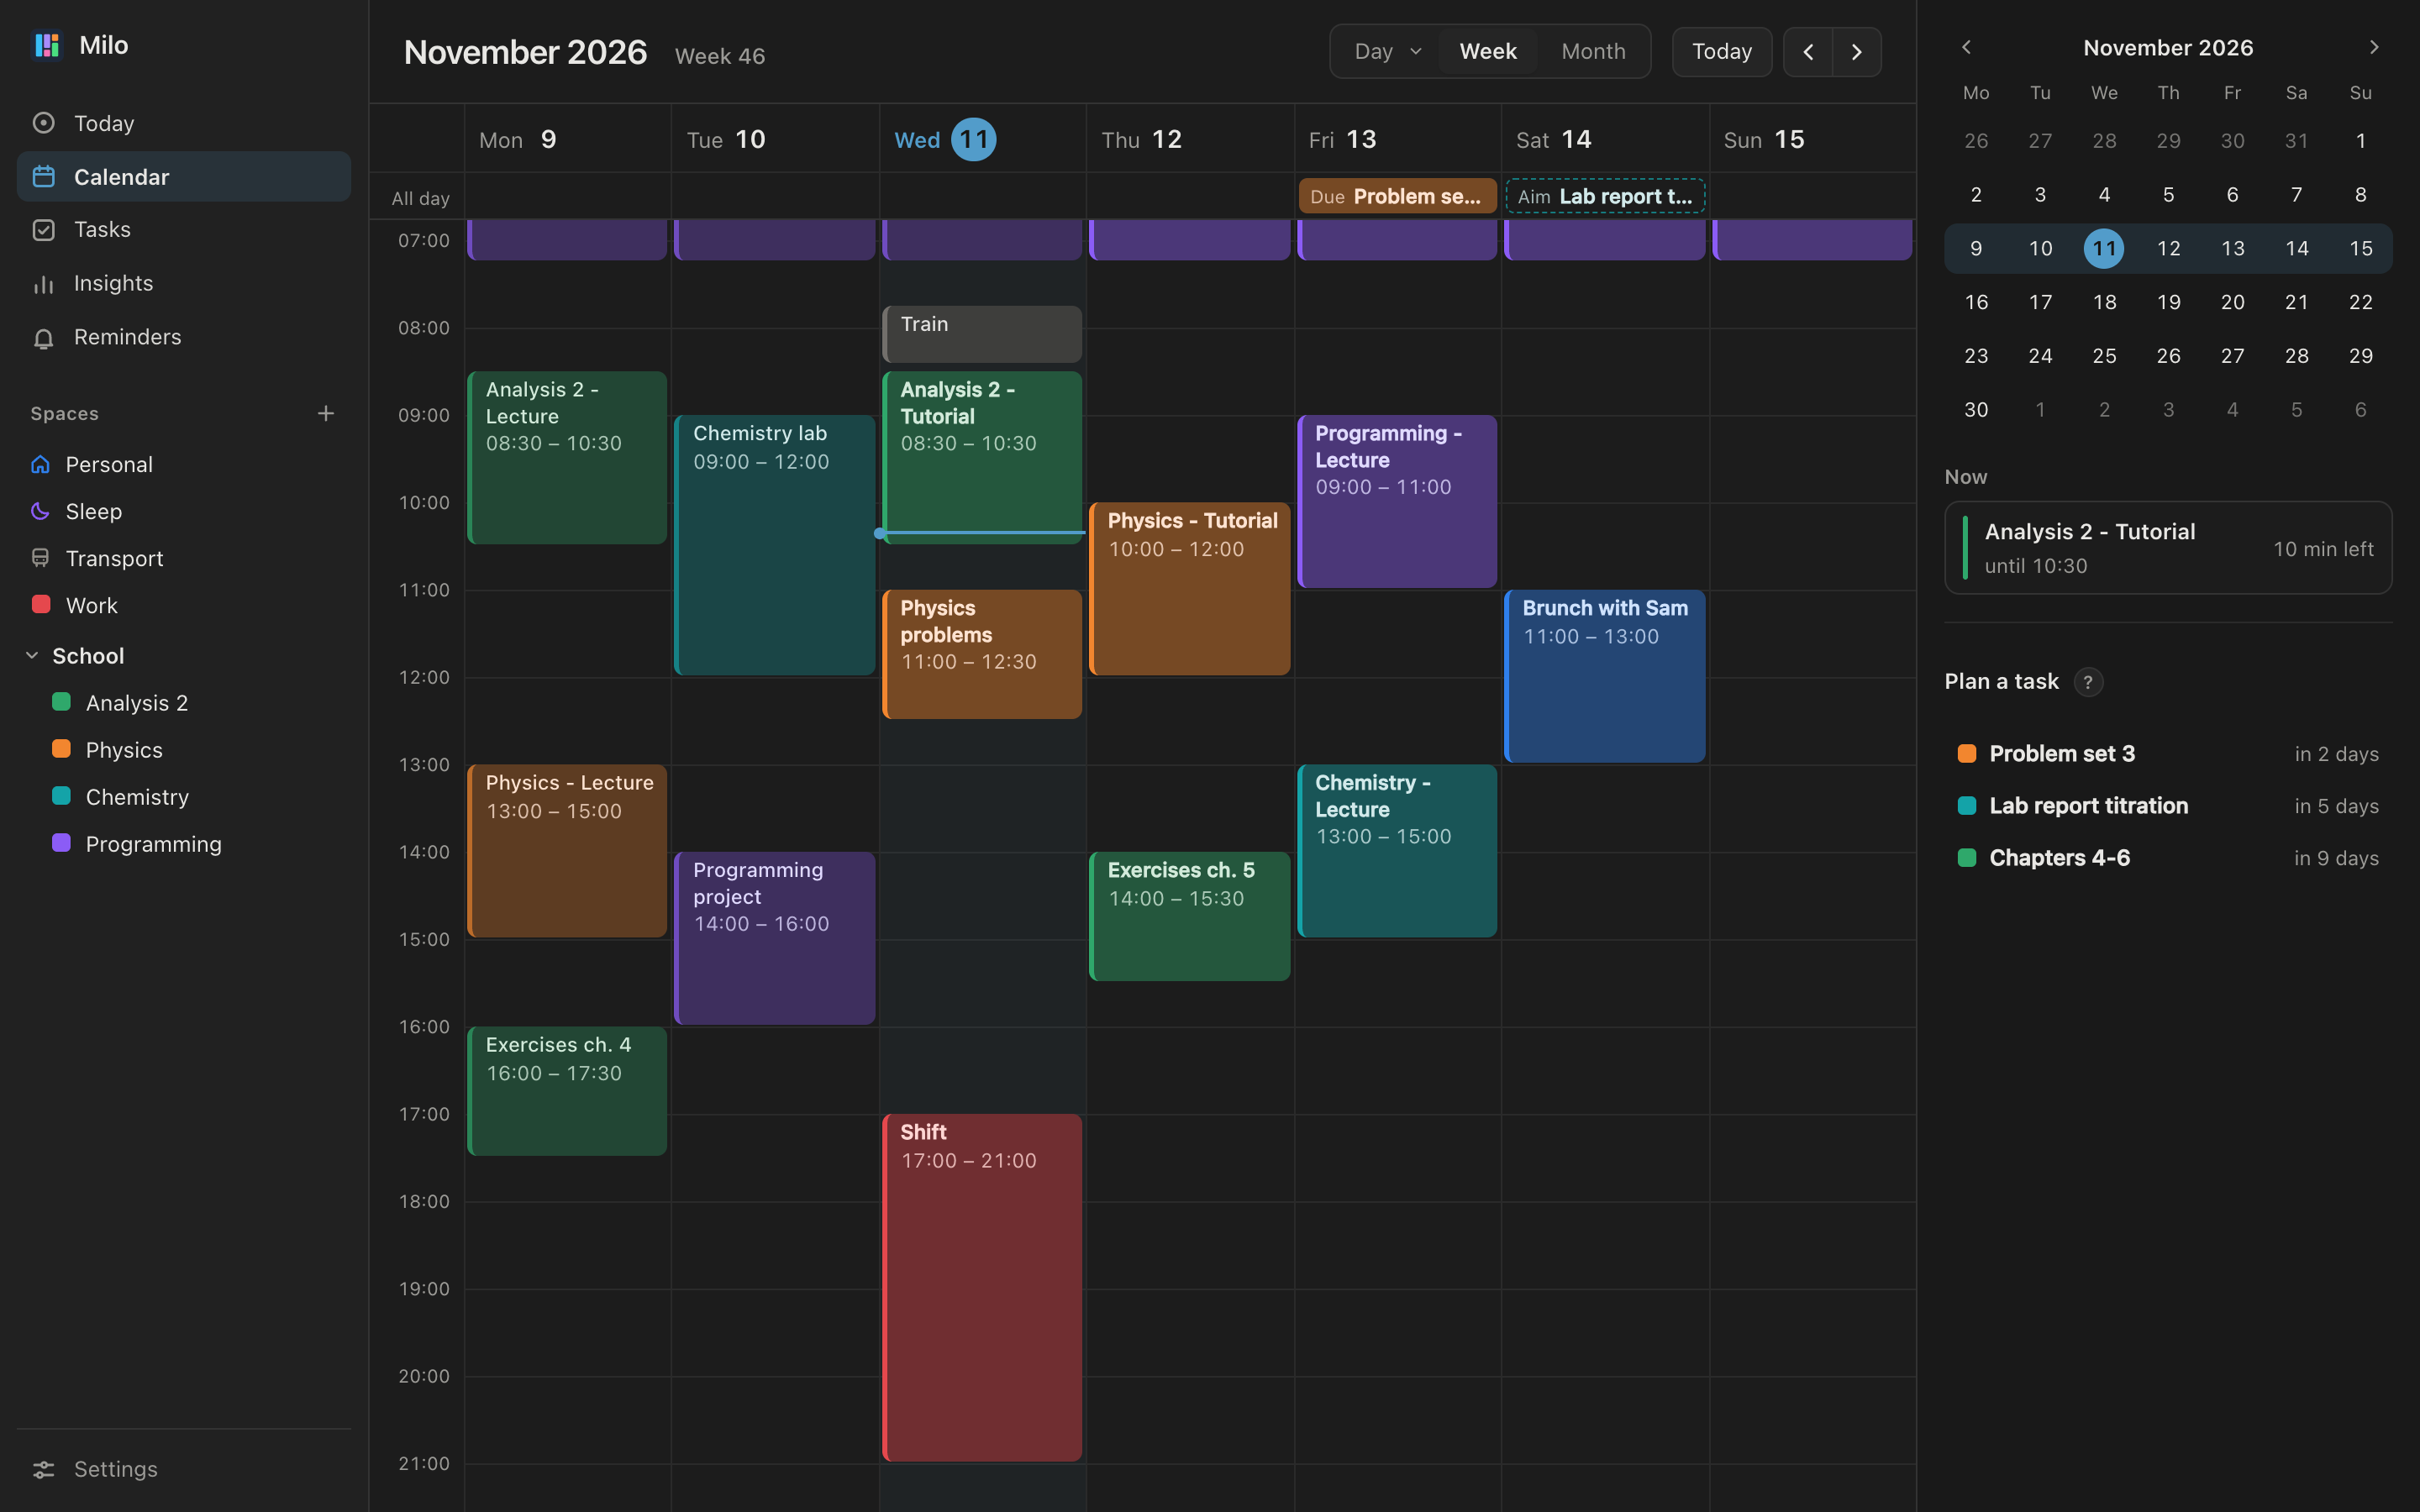 Milo
Today
Calendar
Tasks
Insights
Reminders
Spaces
Personal
Sleep
Transport
Work
School
Analysis 2
Physics
Chemistry
Programming
Settings
November 2026 Week 46
Day Week Month Today
Mon 9 Tue 10 Wed 11 Thu 12 Fri 13 Sat 14 Sun 15
All day
Due Problem se...
Aim Lab report t...
07:00
08:00
09:00
10:00
11:00
12:00
13:00
14:00
15:00
16:00
17:00
18:00
19:00
20:00
21:00
Analysis 2 -
Lecture
08:30 – 10:30
Physics - Lecture
13:00 – 15:00
Exercises ch. 4
16:00 – 17:30
Chemistry lab
09:00 – 12:00
Programming
project
14:00 – 16:00
Train
Analysis 2 -
Tutorial
08:30 – 10:30
Physics
problems
11:00 – 12:30
Shift
17:00 – 21:00
Physics - Tutorial
10:00 – 12:00
Exercises ch. 5
14:00 – 15:30
Programming -
Lecture
09:00 – 11:00
Chemistry -
Lecture
13:00 – 15:00
Brunch with Sam
11:00 – 13:00
November 2026
Mo Tu We Th Fr Sa Su
26 27 28 29 30 31 1
2 3 4 5 6 7 8
9 10 11 12 13 14 15
16 17 18 19 20 21 22
23 24 25 26 27 28 29
30 1 2 3 4 5 6
Now
Analysis 2 - Tutorial
until 10:30
10 min left
Plan a task ?
Problem set 3 in 2 days
Lab report titration in 5 days
Chapters 4-6 in 9 days